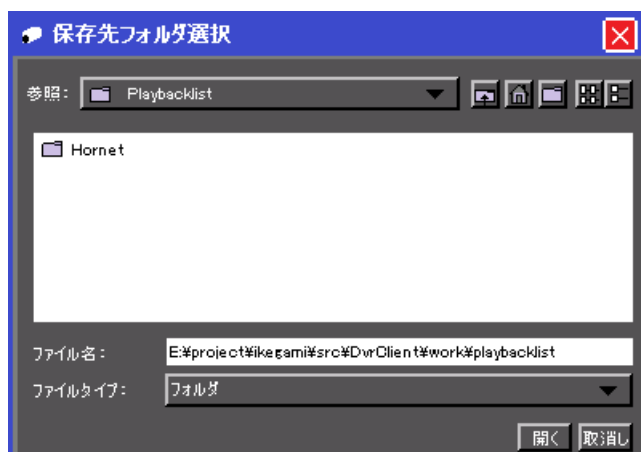 保存先フォルダ選択
参照: Playbacklist
Hornet
ファイル名: E:¥project¥ikegami¥src¥DvrClient¥work¥playbacklist
ファイルタイプ: フォルダ
開く 取消し